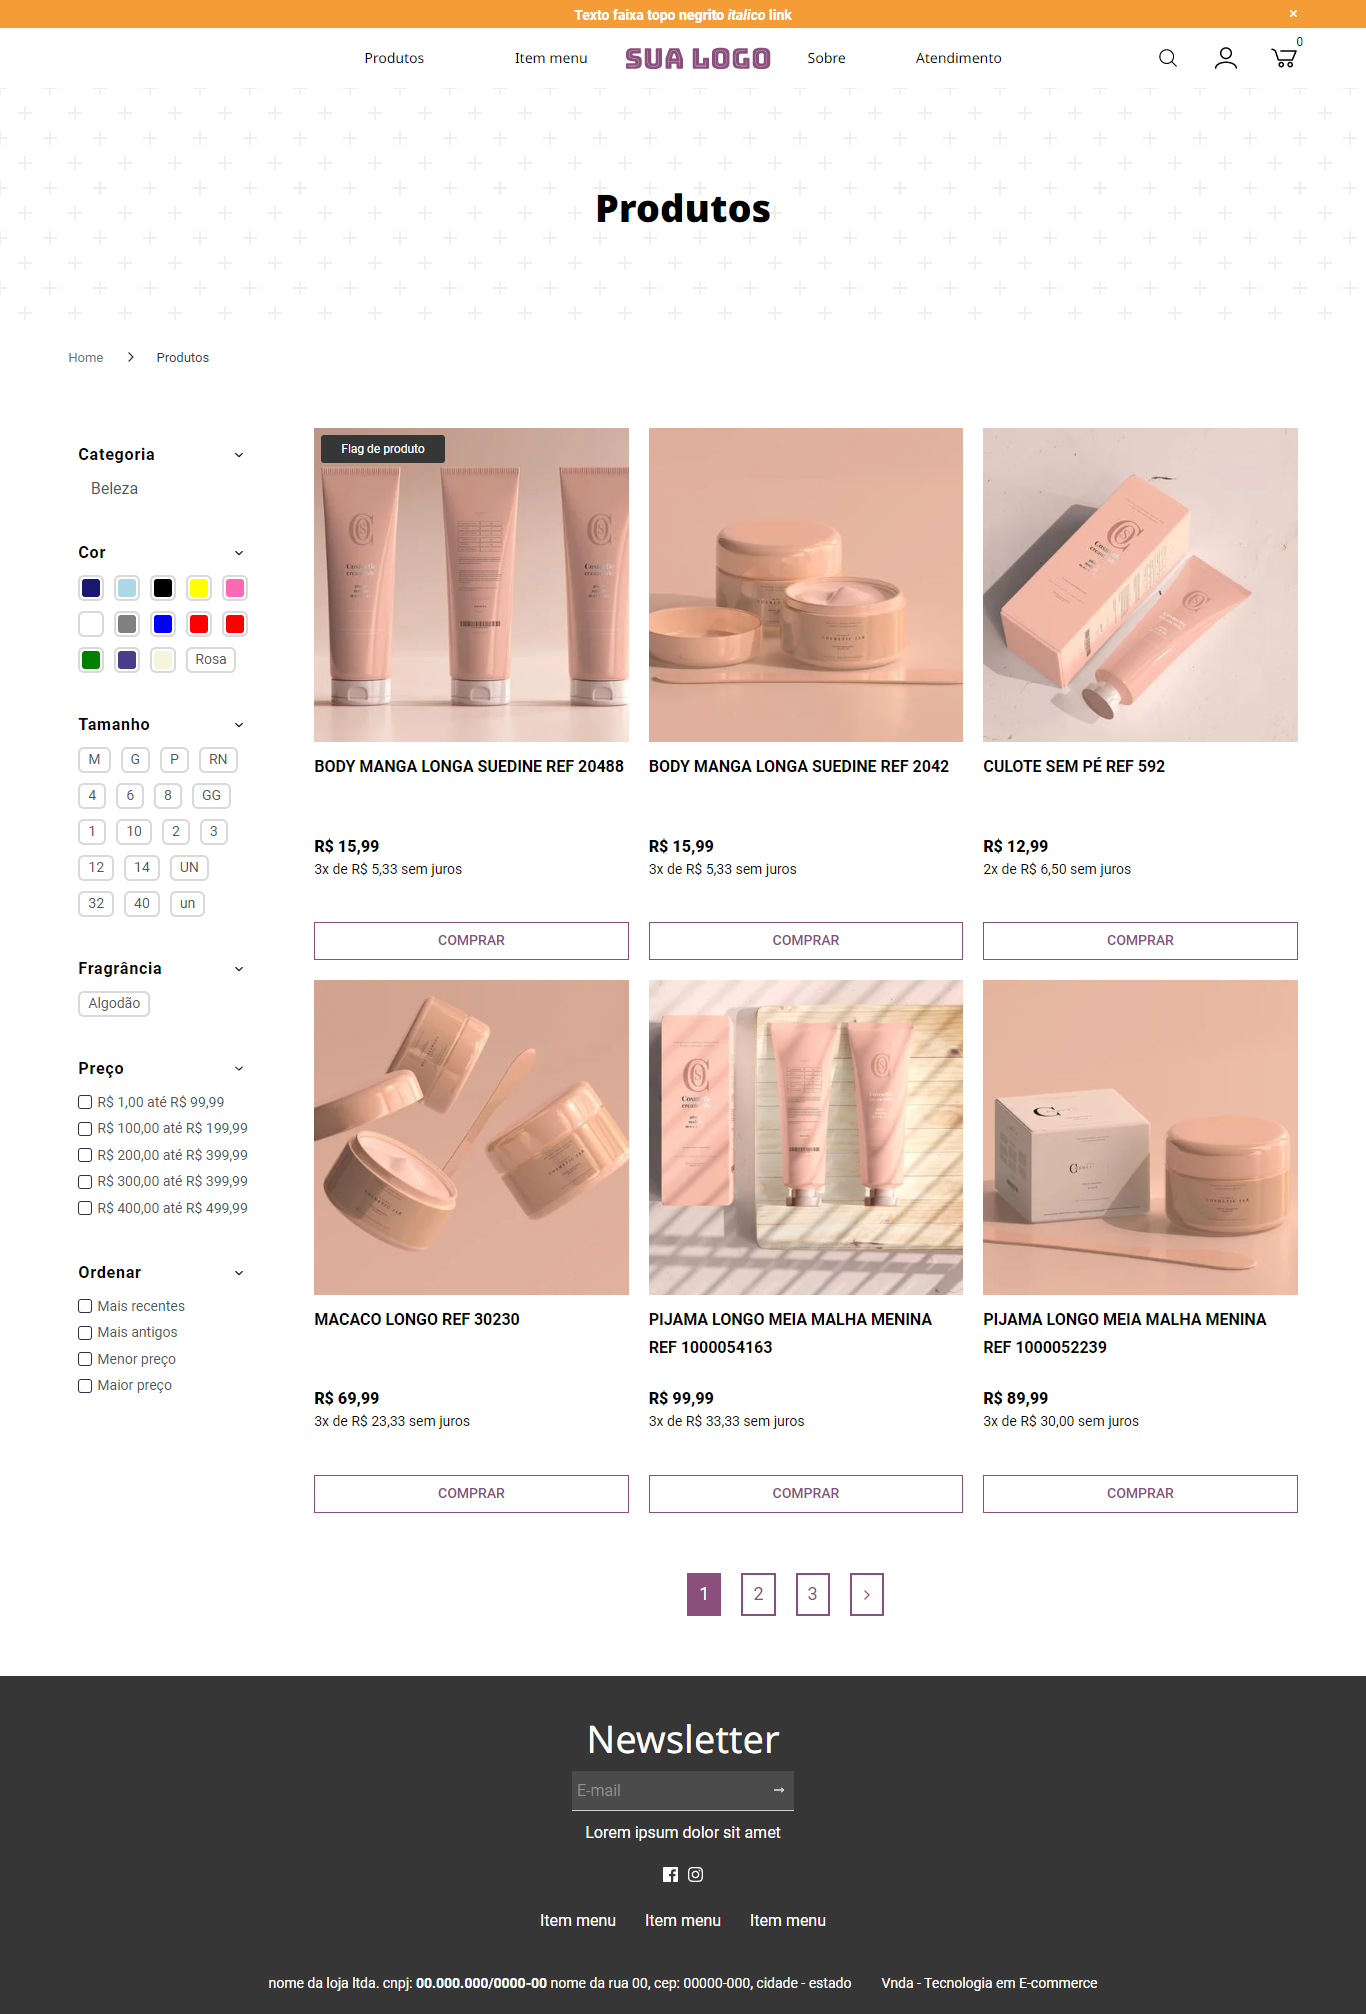 Texto faixa topo negrito italico link ×
Produtos Item menu SUA LOGO Sobre Atendimento 0
Produtos
Home Produtos
Categoria
Beleza
Cor
Rosa
Tamanho
M G P RN
4 6 8 GG
1 10 2 3
12 14 UN
32 40 un
Fragrância
Algodão
Preço
R$ 1,00 até R$ 99,99
R$ 100,00 até R$ 199,99
R$ 200,00 até R$ 399,99
R$ 300,00 até R$ 399,99
R$ 400,00 até R$ 499,99
Ordenar
Mais recentes
Mais antigos
Menor preço
Maior preço
Flag de produto
BODY MANGA LONGA SUEDINE REF 20488
R$ 15,99
3x de R$ 5,33 sem juros
COMPRAR
BODY MANGA LONGA SUEDINE REF 2042
R$ 15,99
3x de R$ 5,33 sem juros
COMPRAR
CULOTE SEM PÉ REF 592
R$ 12,99
2x de R$ 6,50 sem juros
COMPRAR
MACACO LONGO REF 30230
R$ 69,99
3x de R$ 23,33 sem juros
COMPRAR
PIJAMA LONGO MEIA MALHA MENINA
REF 1000054163
R$ 99,99
3x de R$ 33,33 sem juros
COMPRAR
PIJAMA LONGO MEIA MALHA MENINA
REF 1000052239
R$ 89,99
3x de R$ 30,00 sem juros
COMPRAR
1 2 3
Newsletter
E-mail
Lorem ipsum dolor sit amet
Item menu Item menu Item menu
nome da loja ltda. cnpj: 00.000.000/0000-00 nome da rua 00, cep: 00000-000, cidade - estado Vnda - Tecnologia em E-commerce